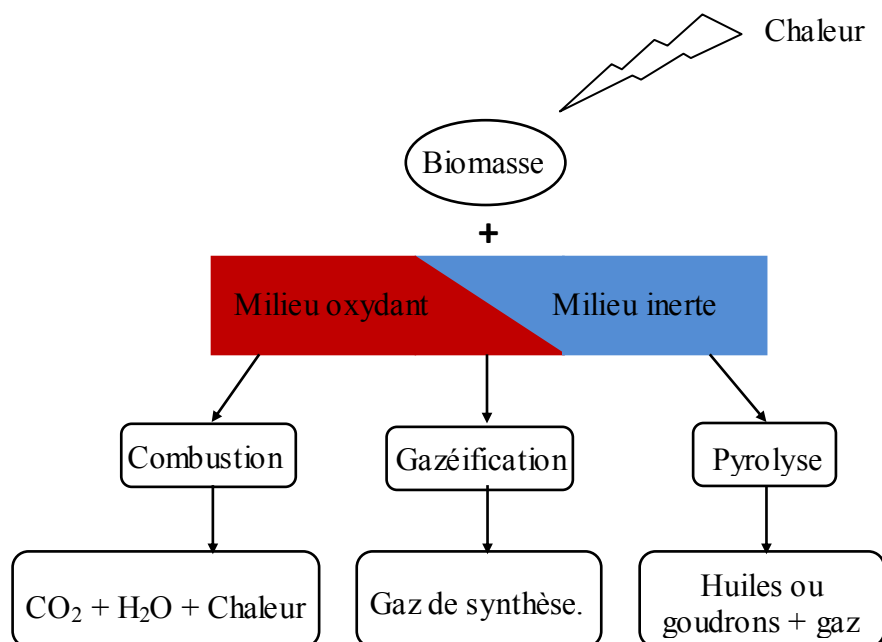 Chaleur
Biomasse
+
Milieu oxydant
Milieu inerte
Combustion
Gazéification
Pyrolyse
CO₂ + H₂O + Chaleur
Gaz de synthèse.
Huiles ou
goudrons + gaz